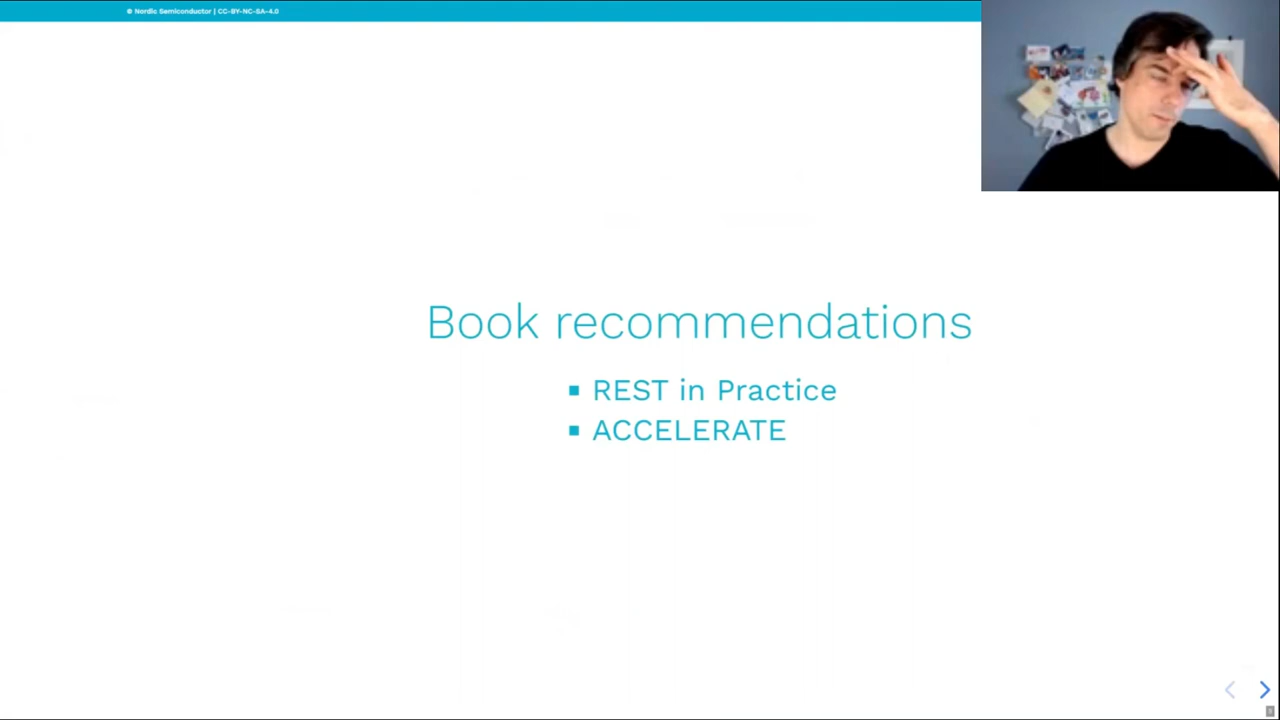 © Nordic Semiconductor | CC-BY-NC-SA-4.0
Book recommendations
▪ REST in Practice
▪ ACCELERATE